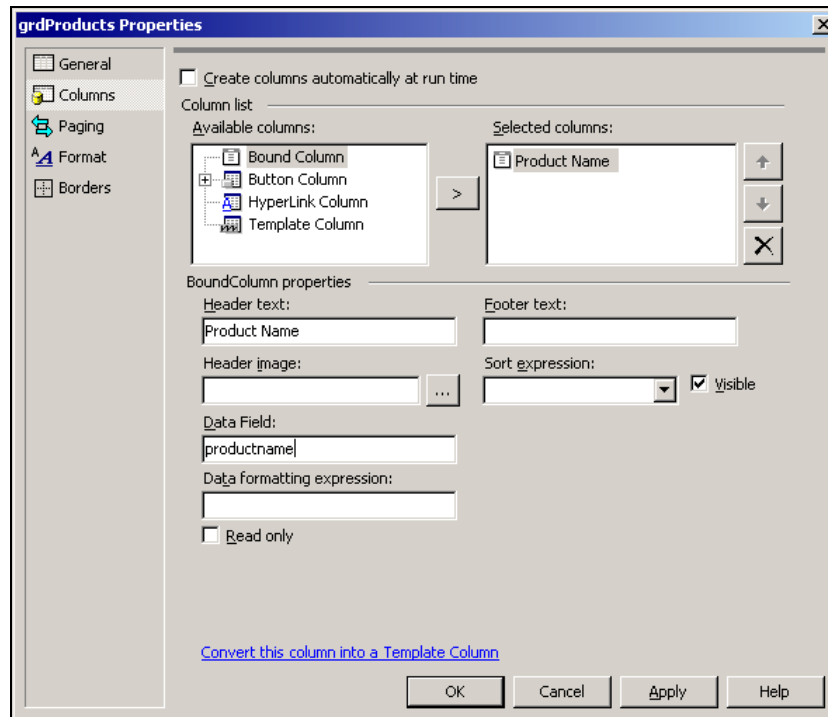 grdProducts Properties
General
Columns
Paging
Format
Borders
Create columns automatically at run time
Column list
Available columns:
Selected columns:
Bound Column
Button Column
HyperLink Column
Template Column
>
Product Name
BoundColumn properties
Header text:
Footer text:
Product Name
Header image:
Sort expression:
...
Visible
Data Field:
productname
Data formatting expression:
Read only
Convert this column into a Template Column
OK Cancel Apply Help